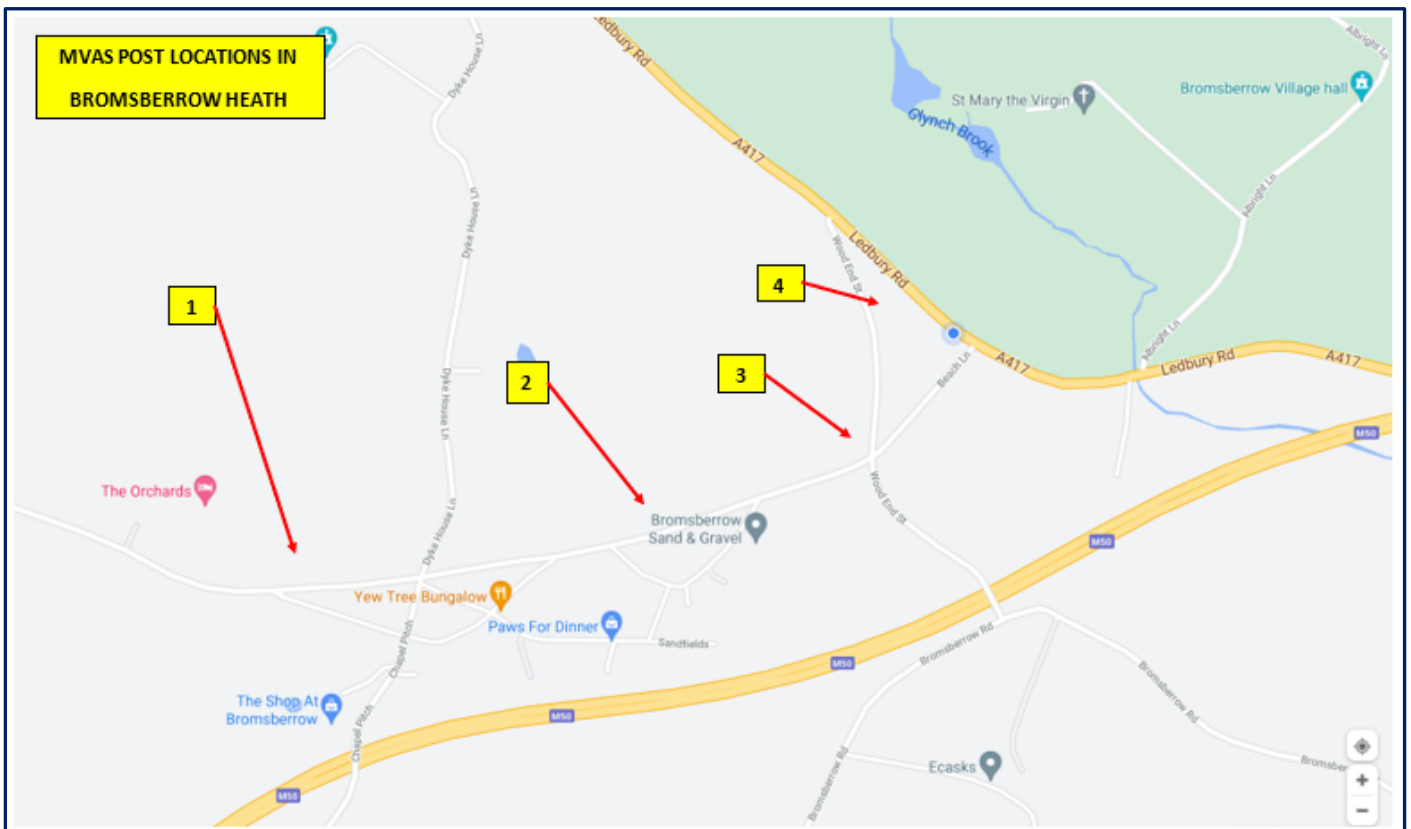 MVAS POST LOCATIONS IN
BROMSBERROW HEATH
Ledbury Rd
Dyke House Ln
Albright Ln
Bromsberrow Village hall
St Mary the Virgin
Glynch Brook
A417
Albright Ln
Dyke House Ln
Wood End St
Ledbury Rd
4
1
Albright Ln
A417
Ledbury Rd
A417
Beach Ln
3
2
Dyke House Ln
M50
The Orchards
Wood End St
Bromsberrow
Sand & Gravel
M50
Dyke House Ln
Yew Tree Bungalow
Paws For Dinner
Sandfields
Chapel Pitch
Bromsberrow Rd
M50
Bromsberrow Rd
The Shop At
Bromsberrow
M50
Chapel Pitch
Ecasks
Bromsberrow Rd
Bromsber
M50